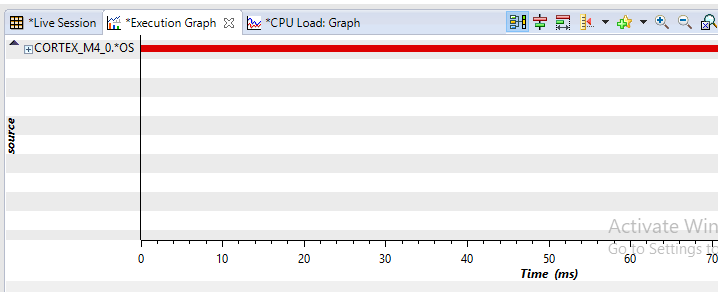 *Live Session *Execution Graph *CPU Load: Graph
CORTEX_M4_0.*OS
source
0 10 20 30 40 50 60 70
Time (ms)
Activate Win
Go to Settings to